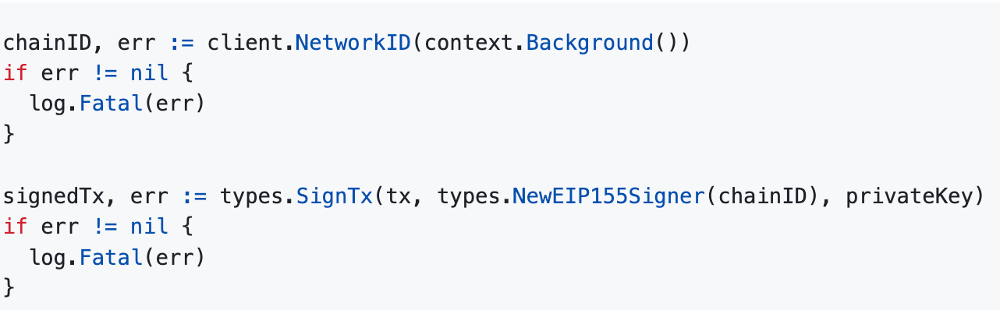 chainID, err := client.NetworkID(context.Background())
if err != nil {
  log.Fatal(err)
}

signedTx, err := types.SignTx(tx, types.NewEIP155Signer(chainID), privateKey)
if err != nil {
  log.Fatal(err)
}